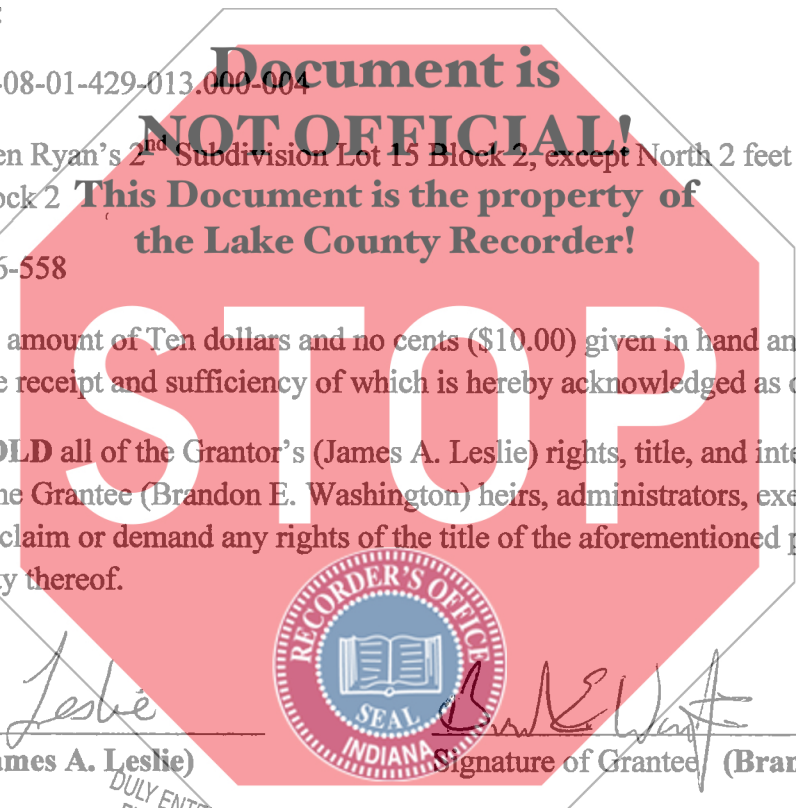 -08-01-429-013.000-004
Document is
NOT OFFICIAL!
en Ryan's 2nd Subdivision Lot 15 Block 2, except North 2 feet
ock 2
This Document is the property of
the Lake County Recorder!
6-558
amount of Ten dollars and no cents ($10.00) given in hand an
e receipt and sufficiency of which is hereby acknowledged as
STOP
OLD all of the Grantor's (James A. Leslie) rights, title, and inte
he Grantee (Brandon E. Washington) heirs, administrators, exe
claim or demand any rights of the title of the aforementioned p
y thereof.
RECORDER'S OFFICE
SEAL
INDIANA
Leslie
ames A. Leslie)
Signature of Grantee (Bran
DULY ENTE